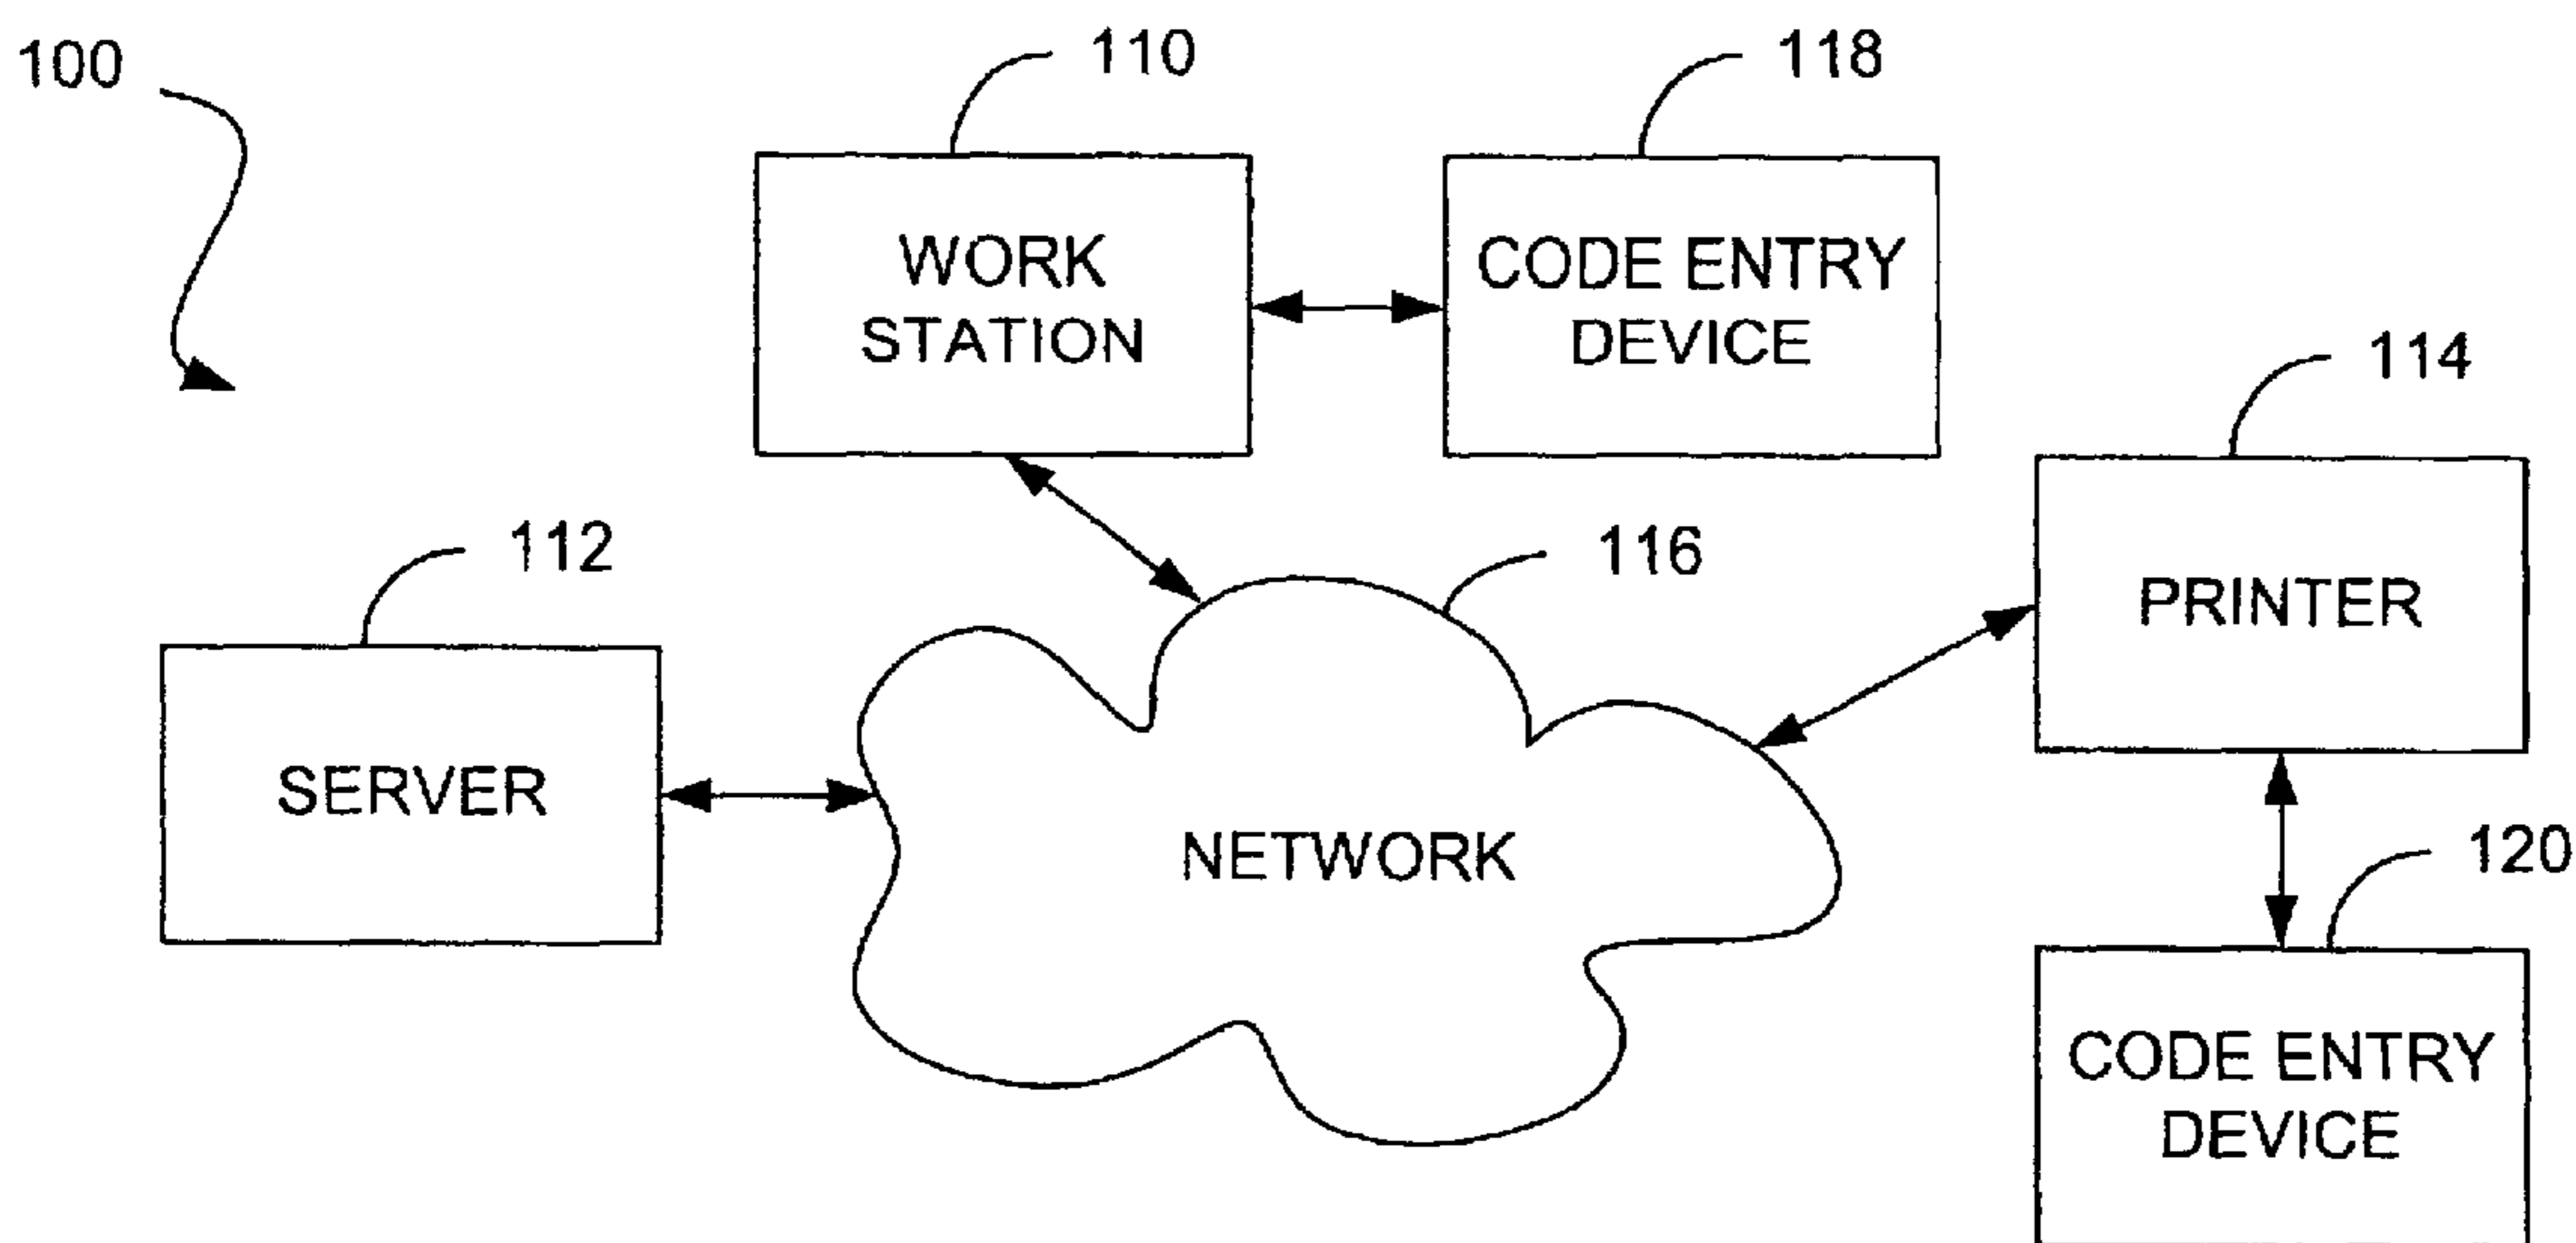 100
110
118
WORK
STATION
CODE ENTRY
DEVICE
114
112
116
PRINTER
SERVER
NETWORK
120
CODE ENTRY
DEVICE